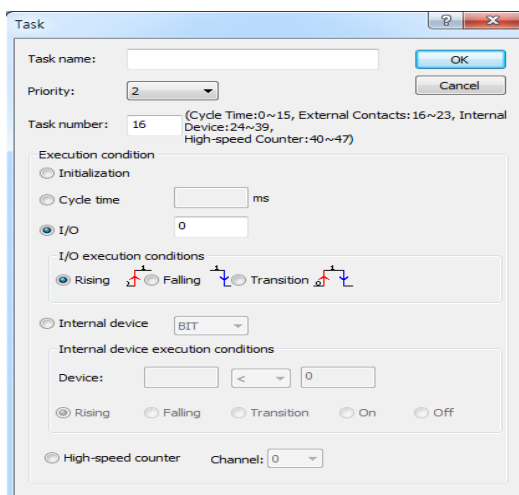 Task
Task name:
OK
Priority:
2
Cancel
Task number:
16
(Cycle Time:0~15, External Contacts:16~23, Internal
Device:24~39,
High-speed Counter:40~47)
Execution condition
Initialization
Cycle time
ms
I/O
0
I/O execution conditions
Rising
Falling
Transition
Internal device
BIT
Internal device execution conditions
Device:
<
0
Rising
Falling
Transition
On
Off
High-speed counter
Channel:
0